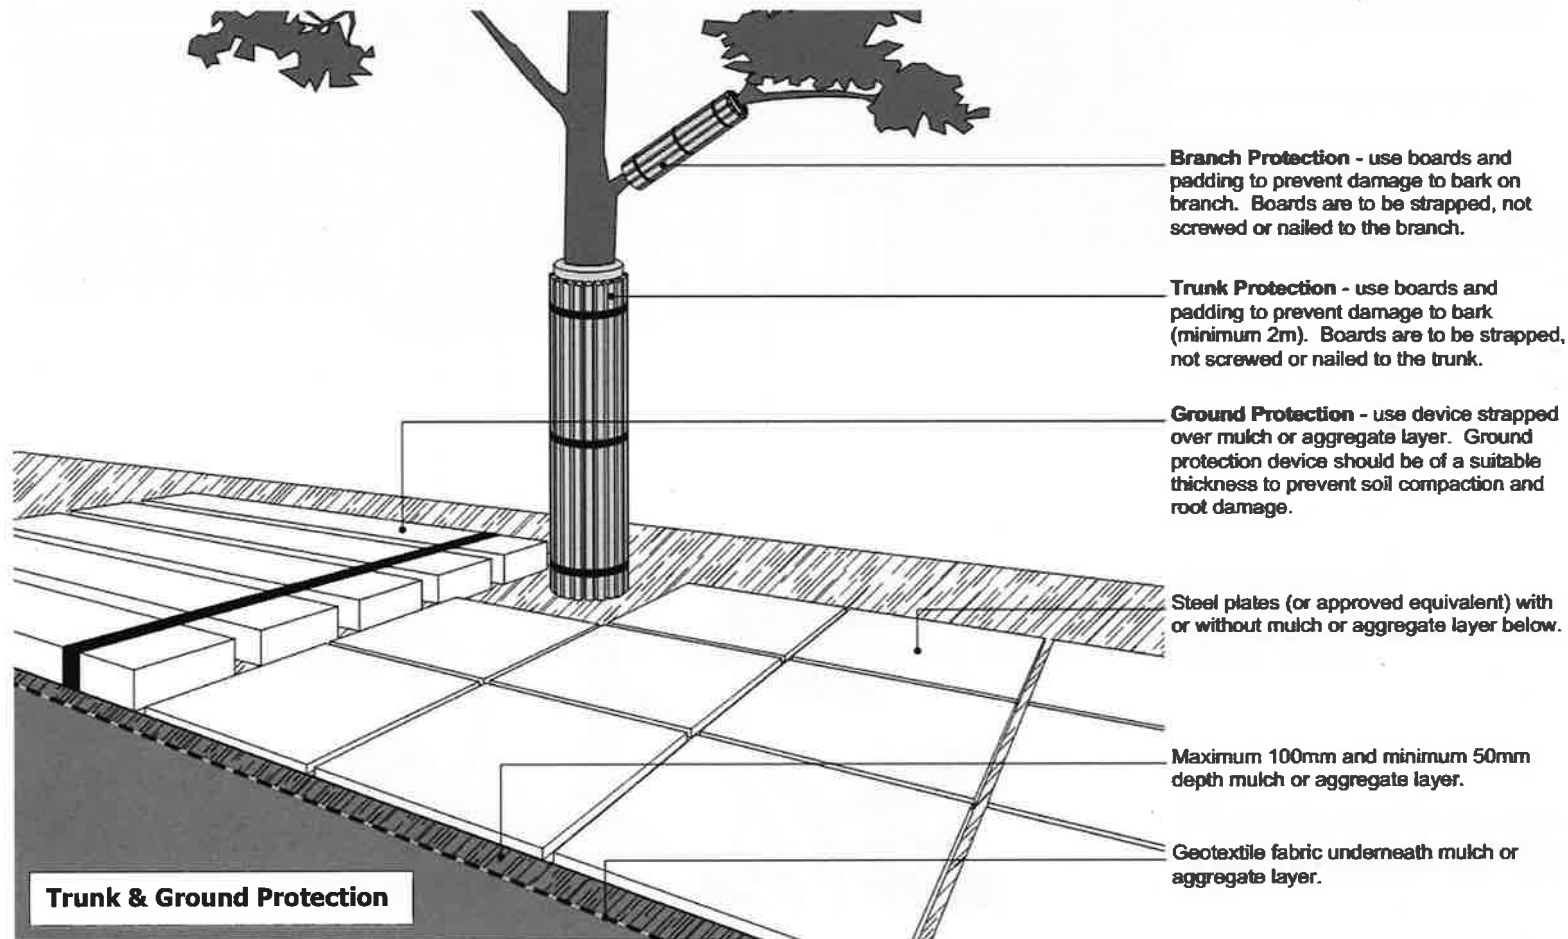 Branch Protection - use boards and
padding to prevent damage to bark on
branch. Boards are to be strapped, not
screwed or nailed to the branch.
Trunk Protection - use boards and
padding to prevent damage to bark
(minimum 2m). Boards are to be strapped,
not screwed or nailed to the trunk.
Ground Protection - use device strapped
over mulch or aggregate layer. Ground
protection device should be of a suitable
thickness to prevent soil compaction and
root damage.
Steel plates (or approved equivalent) with
or without mulch or aggregate layer below.
Maximum 100mm and minimum 50mm
depth mulch or aggregate layer.
Geotextile fabric underneath mulch or
aggregate layer.
Trunk & Ground Protection